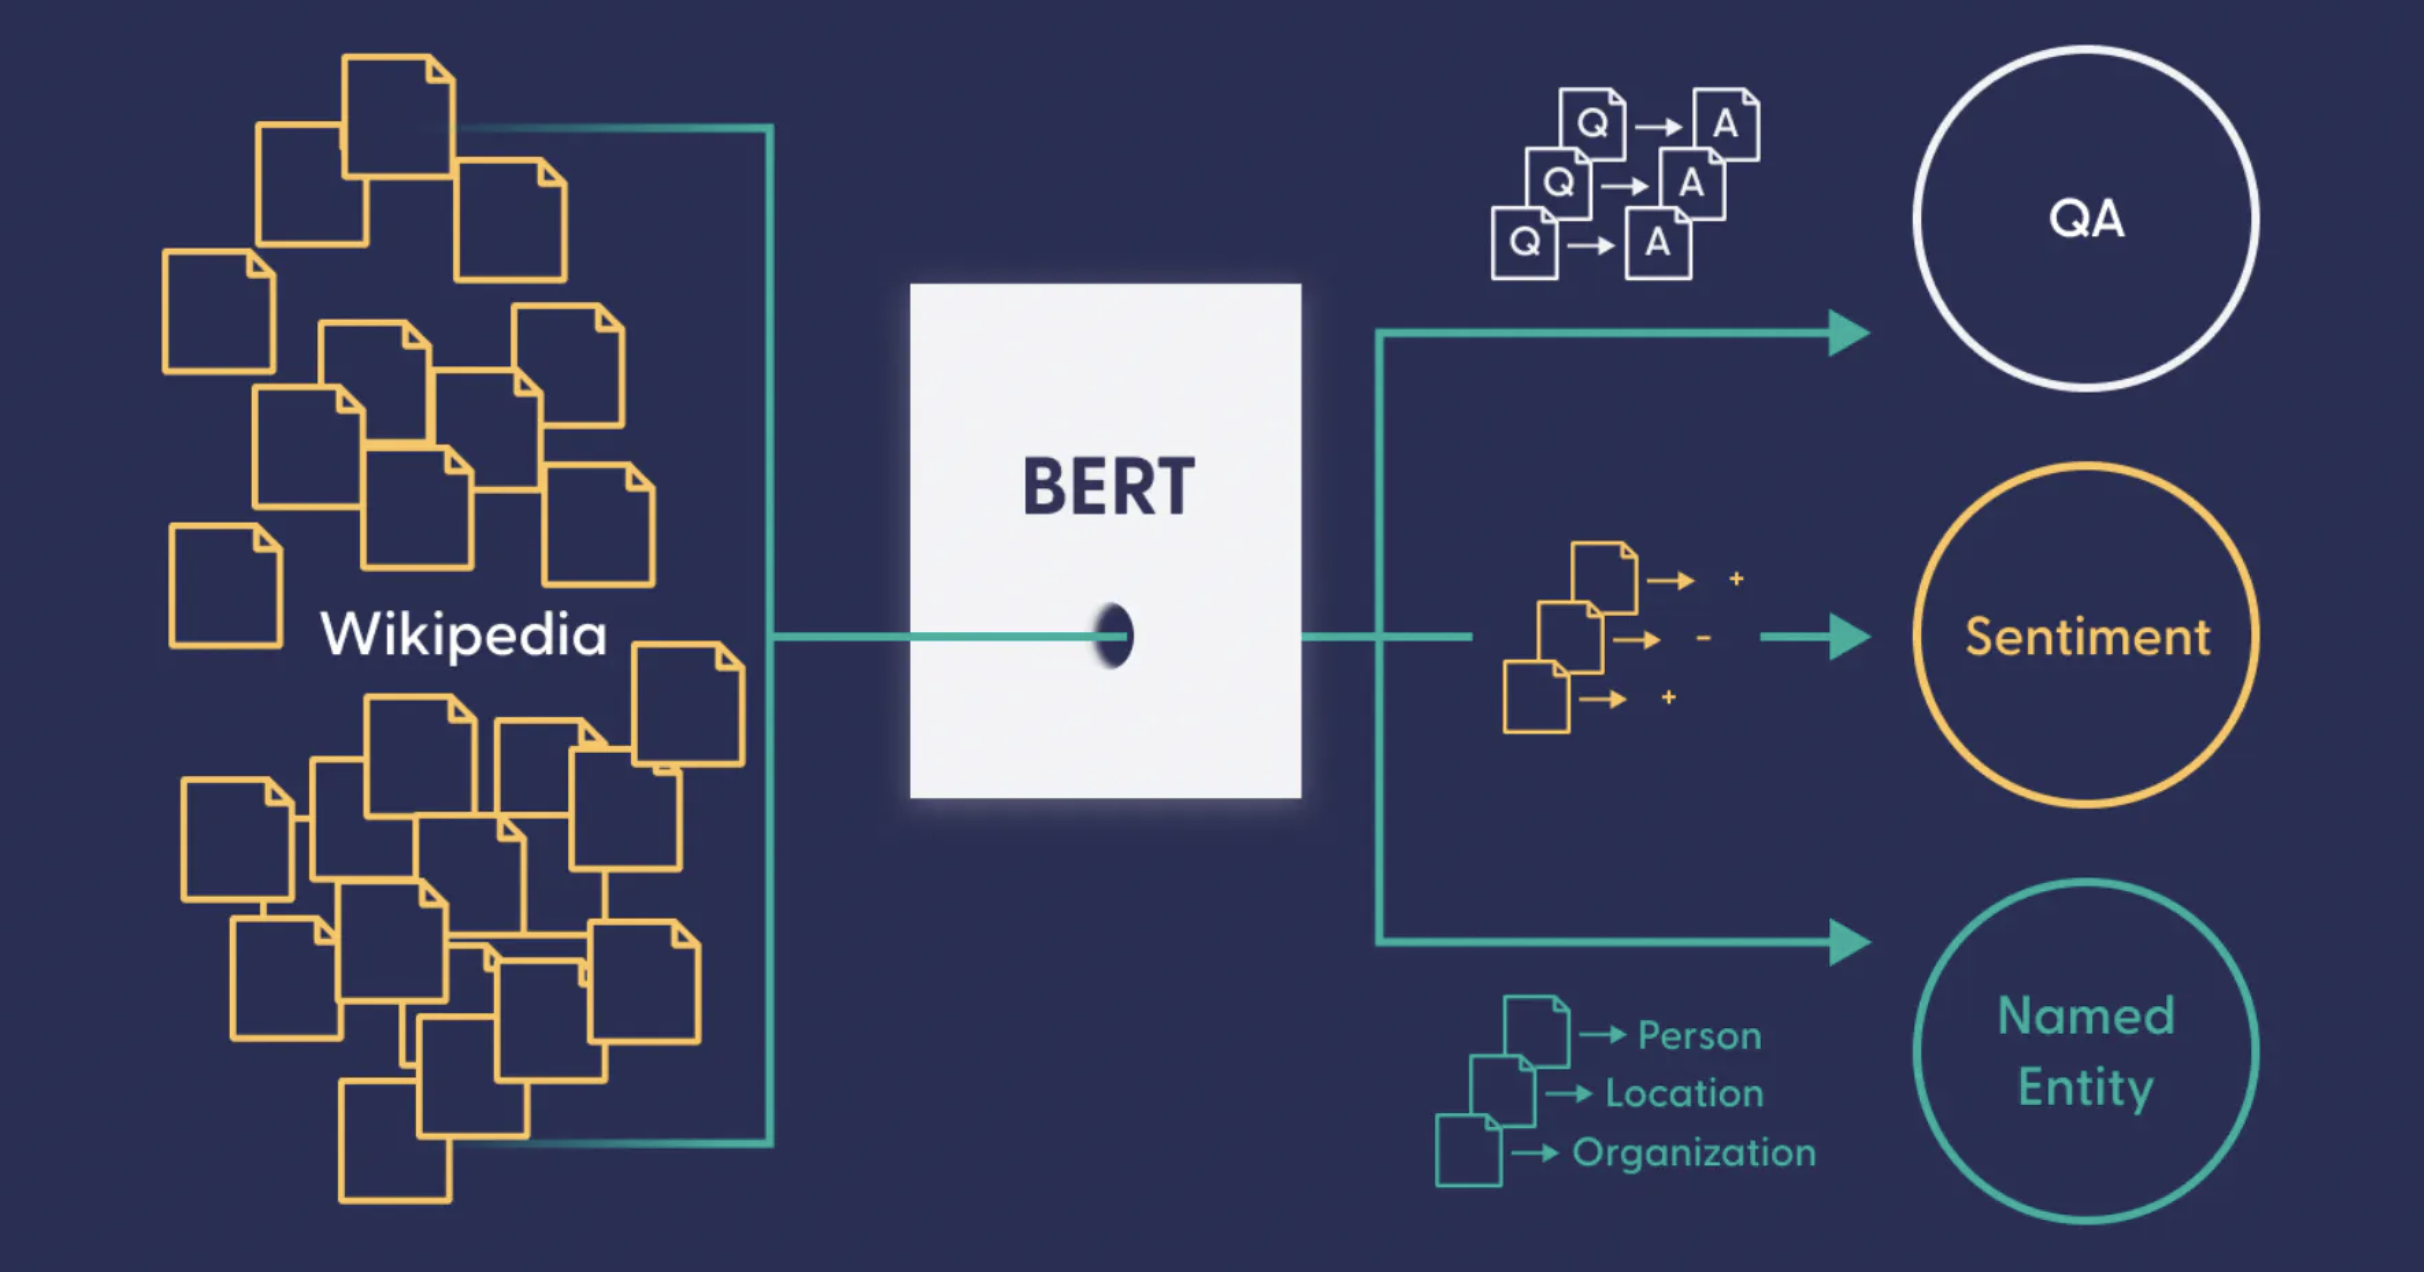 Wikipedia
BERT
Q → A
Q → A
Q → A
QA
→ +
→ -
→ +
Sentiment
→ Person
→ Location
→ Organization
Named
Entity